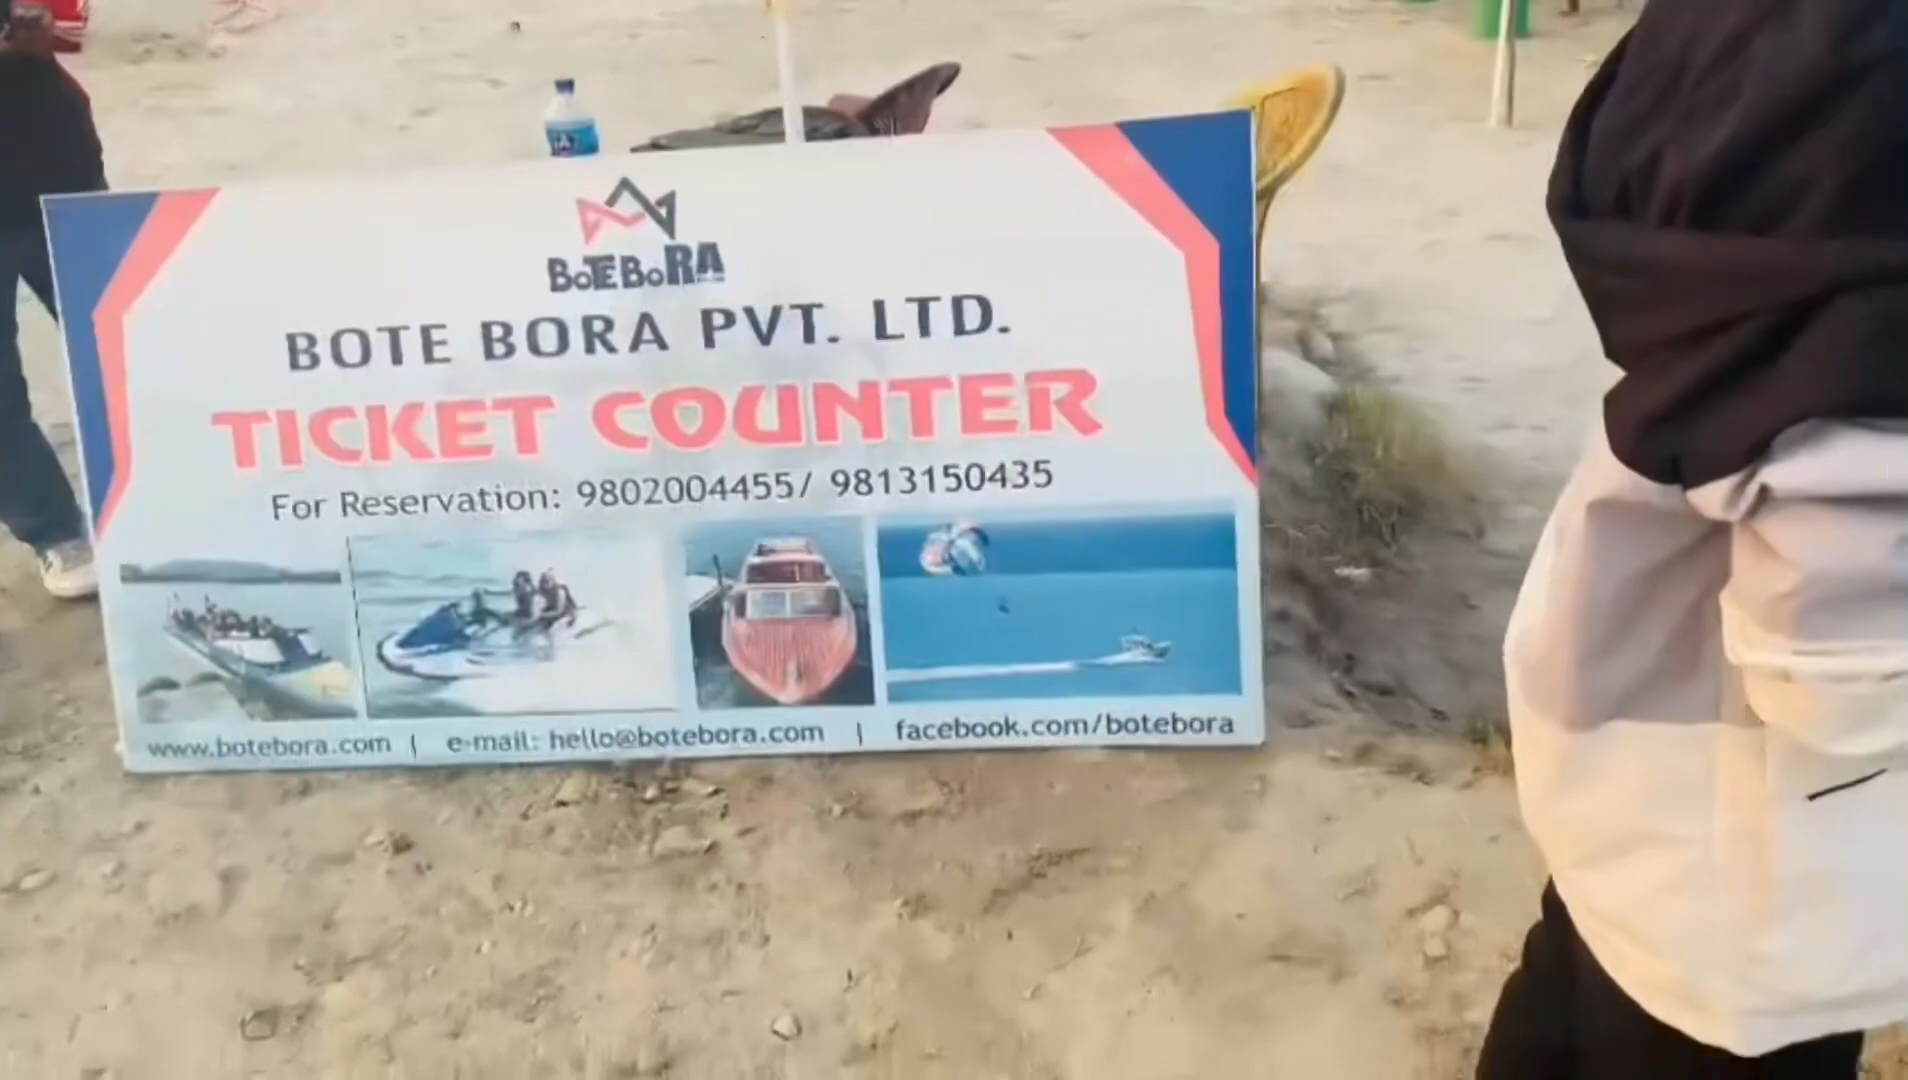 BOTEBORA
BOTE BORA PVT. LTD.
TICKET COUNTER
For Reservation: 9802004455/ 9813150435
www.botebora.com | e-mail: hello@botebora.com | facebook.com/botebora